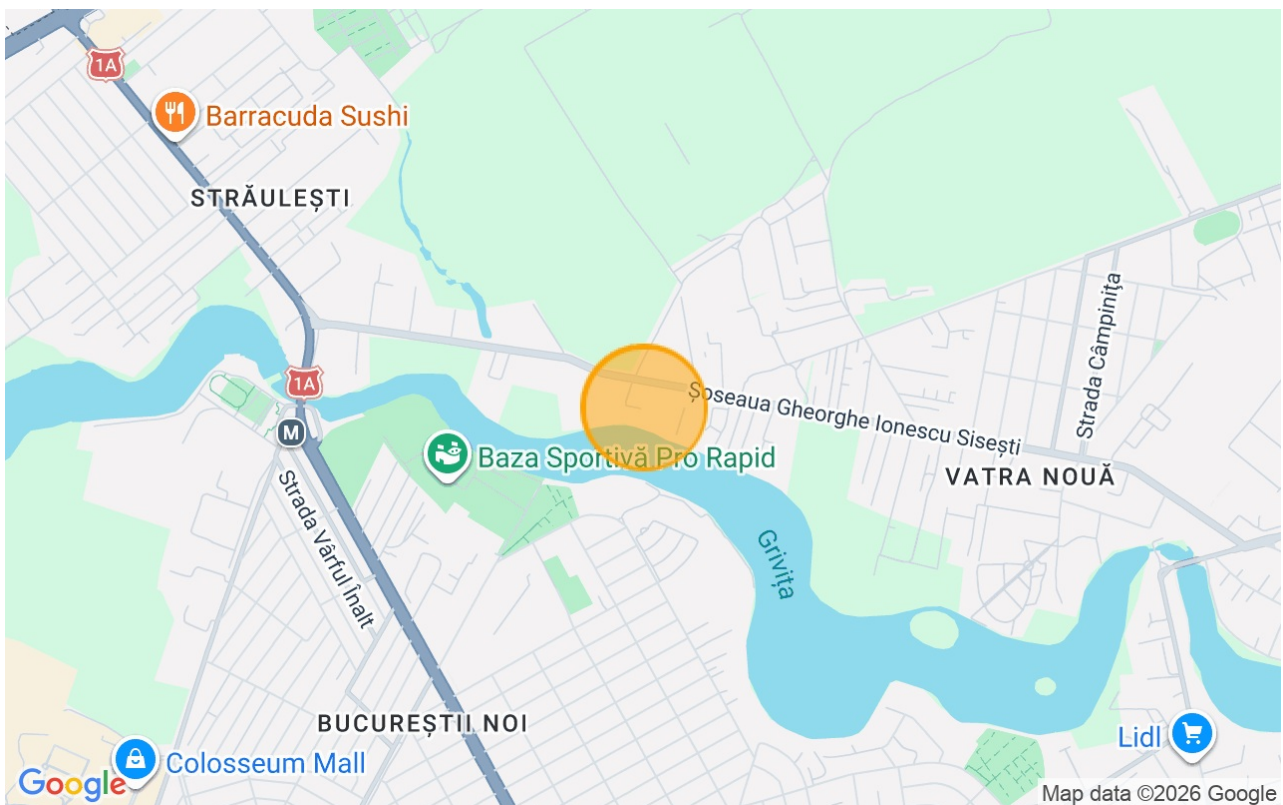 1A
Barracuda Sushi
STRĂULEȘTI
Strada Câmpinița
1A
Șoseaua Gheorghe Ionescu Sisești
M
Baza Sportivă Pro Rapid
VATRA NOUĂ
Strada Vârful Înalt
Grivița
BUCUREȘTII NOI
Lidl
Colosseum Mall
Google
Map data ©2026 Google